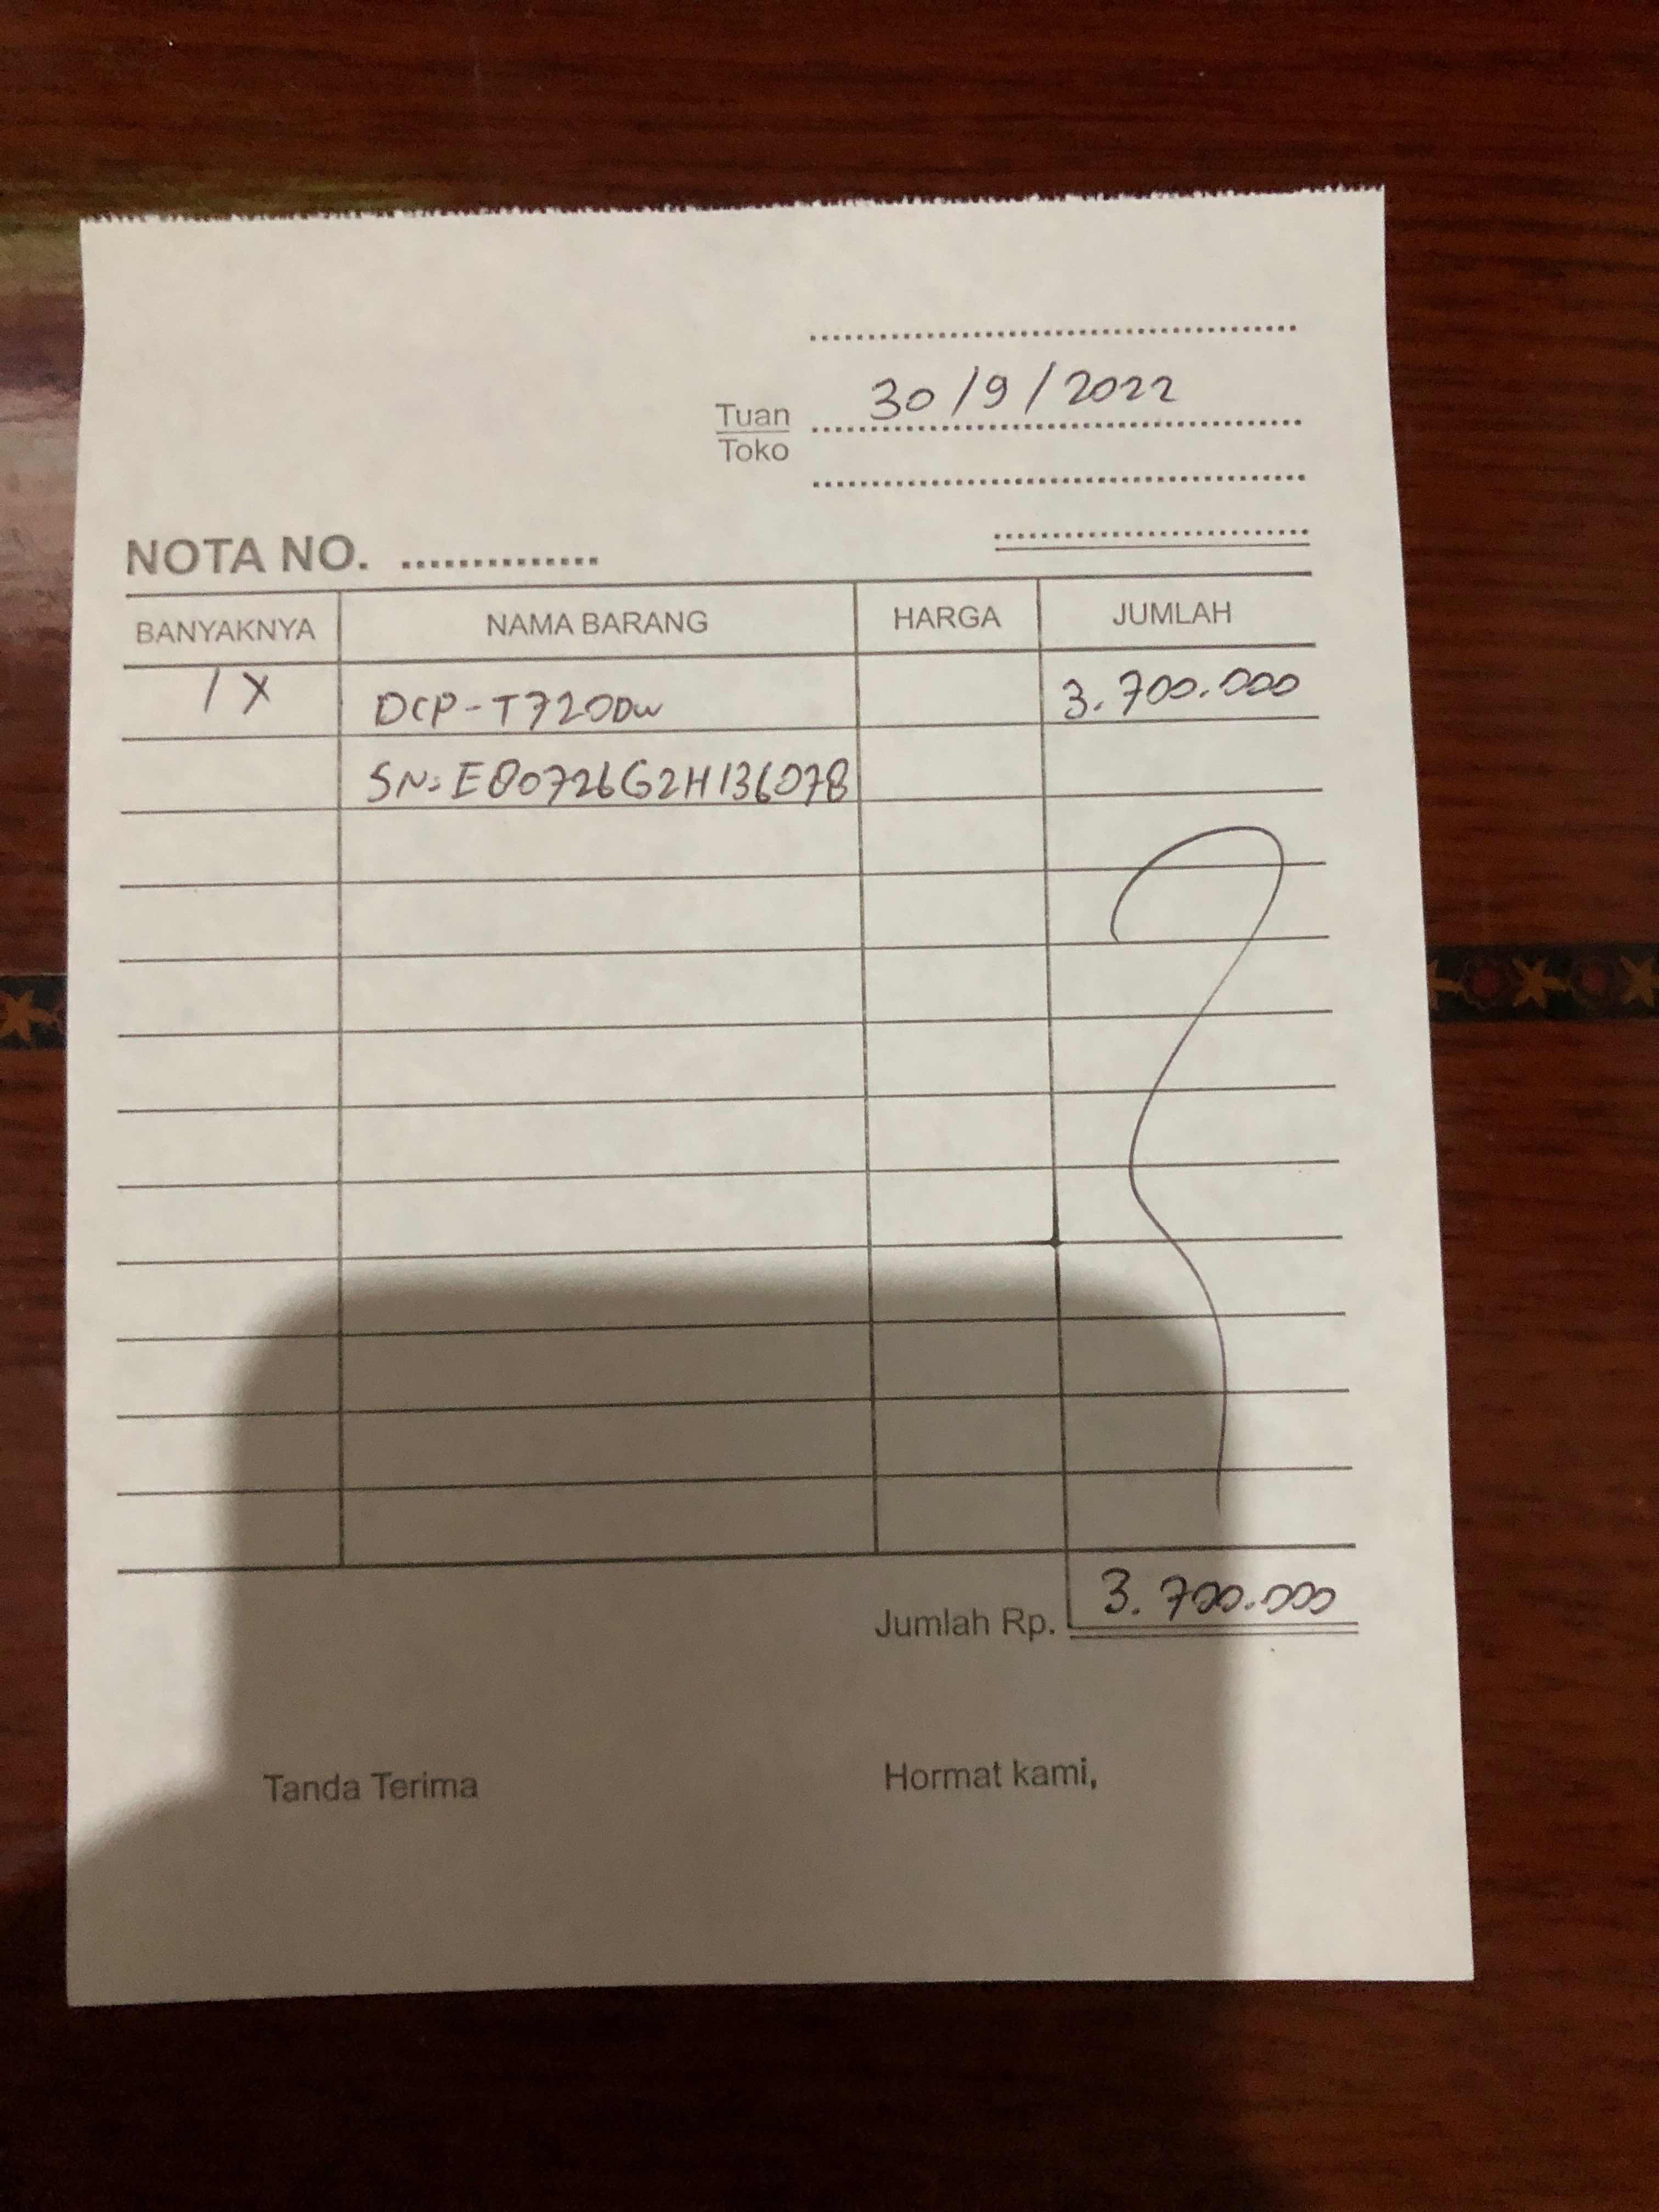 30/9/2022
Tuan
Toko
NOTA NO. ..............
BANYAKNYA NAMA BARANG HARGA JUMLAH
1X DCP-T720DW 3.700.000
SN:E80726G2H136078
Jumlah Rp. 3.700.000
Tanda Terima Hormat kami,